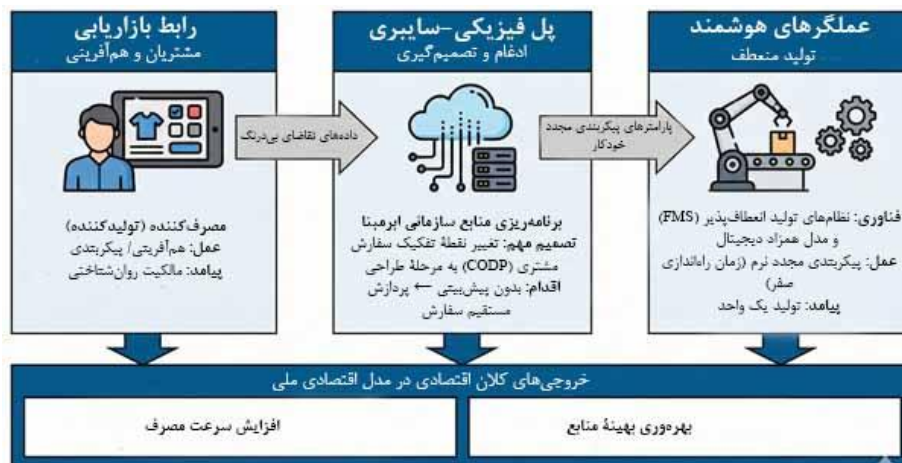 رابط بازاریابی
مشتریان و هم‌آفرینی
مصرف‌کننده (تولیدکننده)
عمل: هم‌آفرینی/ پیکربندی
پیامد: مالکیت روان‌شناختی
داده‌های تقاضای بی‌درنگ
پل فیزیکی-سایبری
ادغام و تصمیم‌گیری
برنامه‌ریزی منابع سازمانی ابرمبنا
تصمیم مهم: تغییر نقطهٔ تفکیک سفارش
مشتری (CODP) به مرحلهٔ طراحی
اقدام: بدون پیش‌بینی ← پردازش
مستقیم سفارش
پارامترهای پیکربندی مجدد
خودکار
عملگرهای هوشمند
تولید منعطف
فناوری: نظام‌های تولید انعطاف‌پذیر (FMS)
و مدل همزاد دیجیتال
عمل: پیکربندی مجدد نرم (زمان راه‌اندازی
صفر)
پیامد: تولید یک واحد
خروجی‌های کلان اقتصادی در مدل اقتصادی ملی
بهره‌وری بهینهٔ منابع
افزایش سرعت مصرف